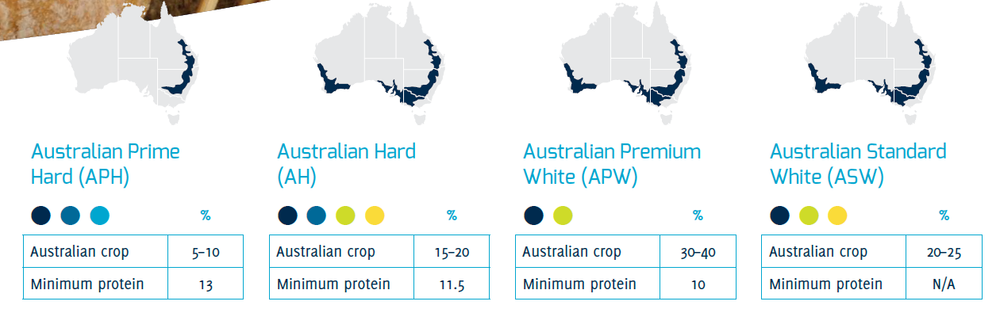 Australian Prime
Hard (APH)
%
Australian crop 5–10
Minimum protein 13
Australian Hard
(AH)
%
Australian crop 15–20
Minimum protein 11.5
Australian Premium
White (APW)
%
Australian crop 30–40
Minimum protein 10
Australian Standard
White (ASW)
%
Australian crop 20–25
Minimum protein N/A